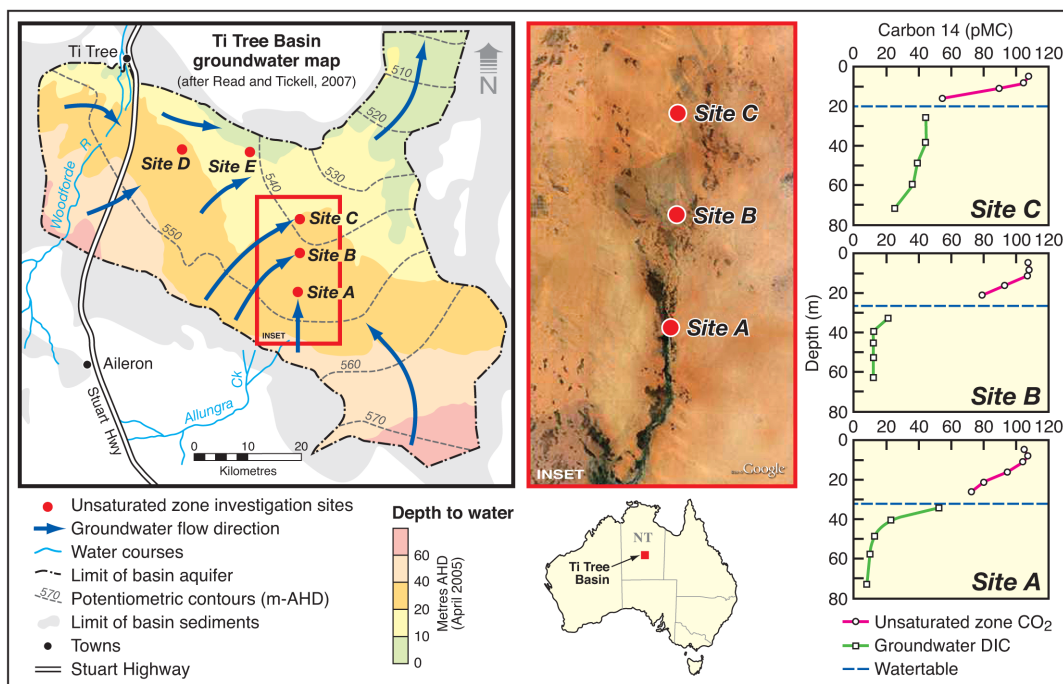 Ti Tree Basin
groundwater map
(after Read and Tickell, 2007)
N
Ti Tree
510
520
530
540
550
560
570
Woodforde R
Site D
Site E
Site C
Site B
Site A
INSET
Aileron
Stuart Hwy
Allungra Ck
0 10 20
Kilometres
Site C
Site B
Site A
INSET
Google
Carbon 14 (pMC)
0 20 40 60 80 100 120
0
20
40
60
80
Site C
0 20 40 60 80 100 120
0
20
40
60
80
Site B
Depth (m)
0 20 40 60 80 100 120
0
20
40
60
80
Site A
Unsaturated zone CO2
Groundwater DIC
Watertable
Unsaturated zone investigation sites
Groundwater flow direction
Water courses
Limit of basin aquifer
570 Potentiometric contours (m-AHD)
Limit of basin sediments
Towns
Stuart Highway
Depth to water
60
40
20
10
0
Metres AHD
(April 2005)
NT
Ti Tree
Basin